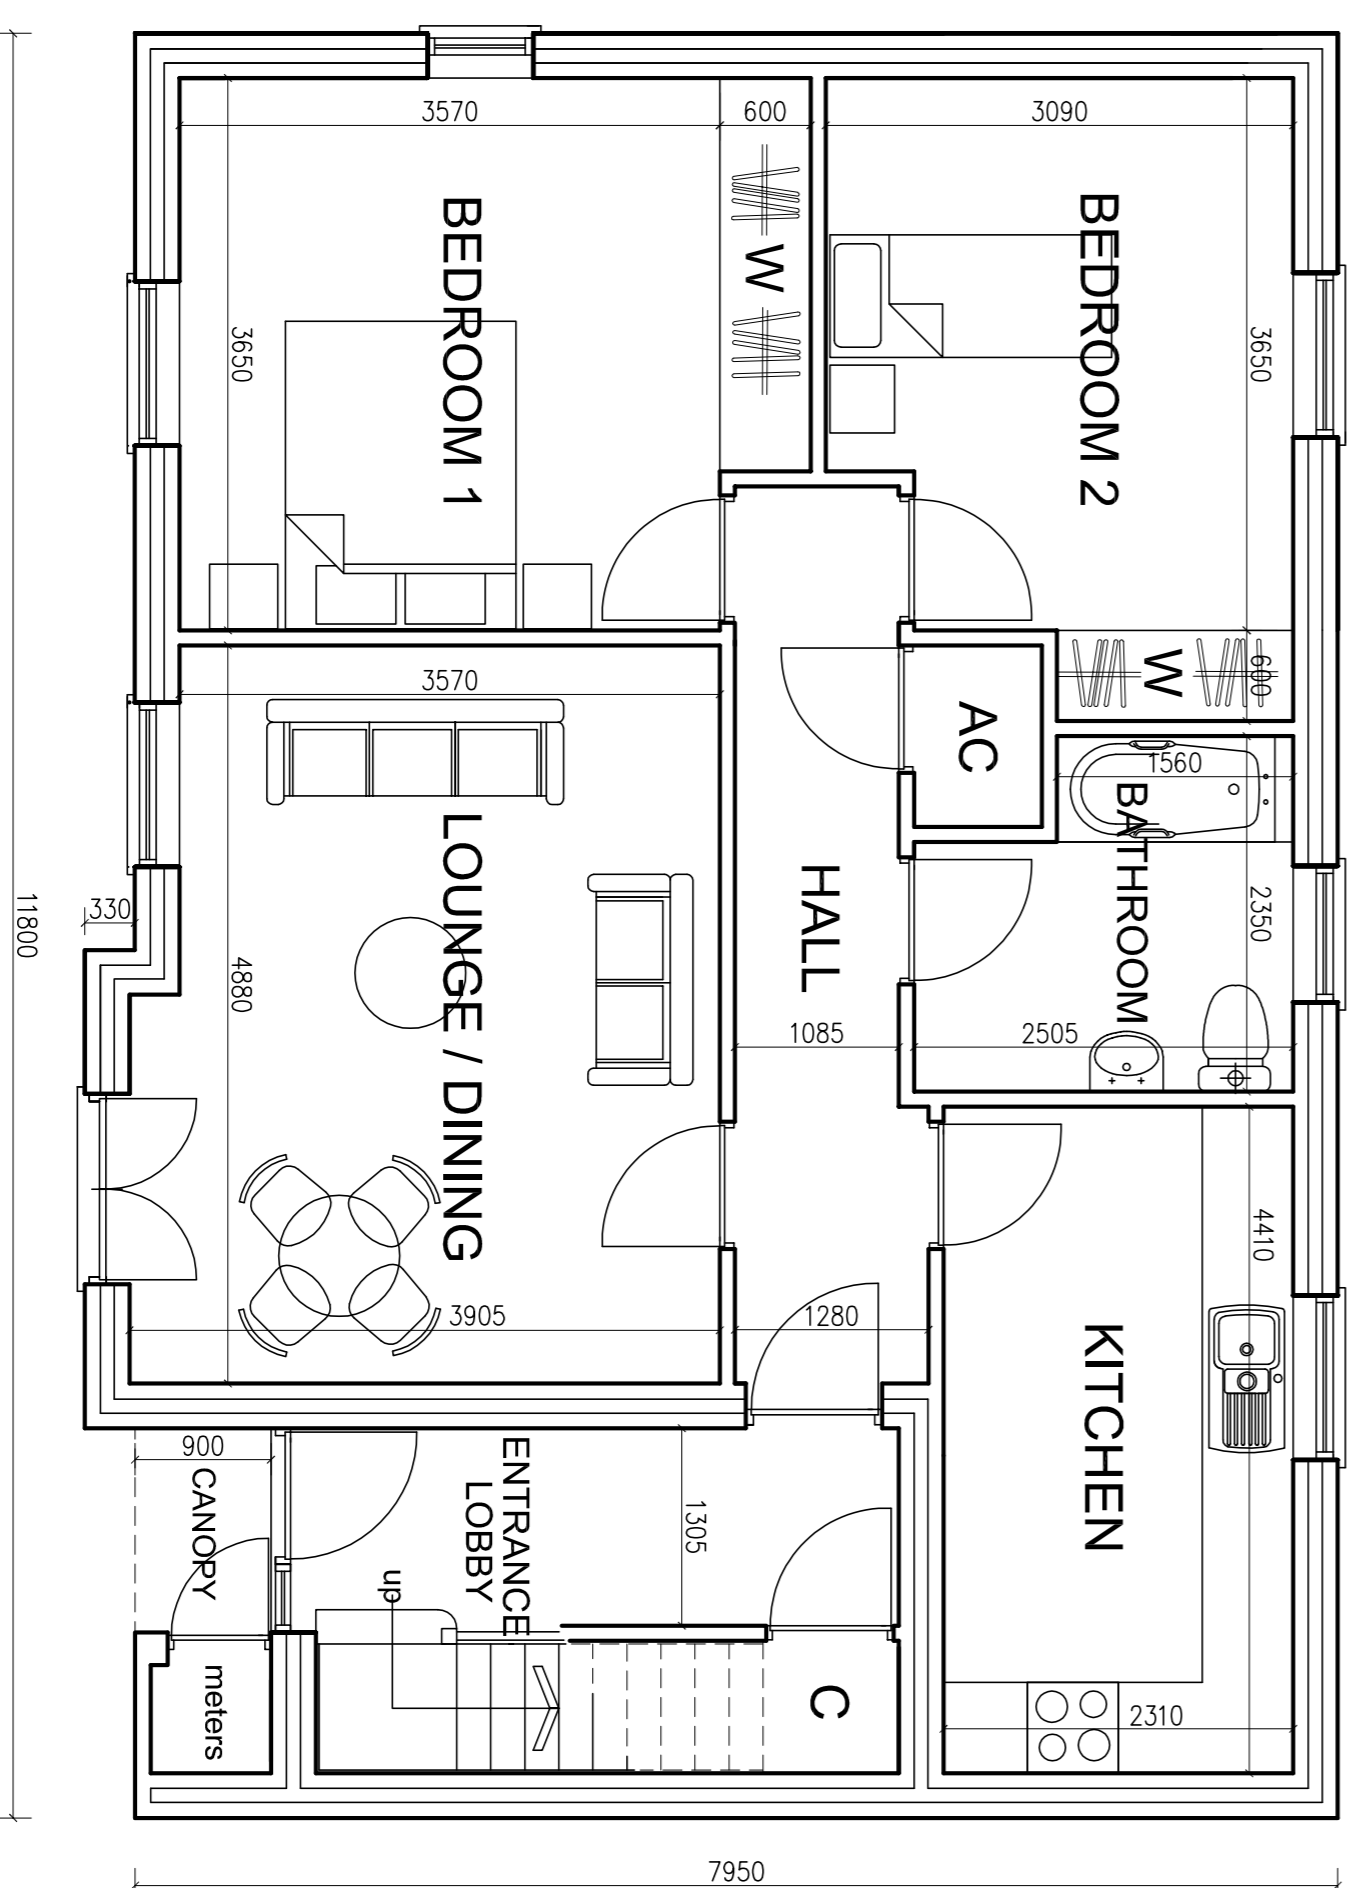 3570
600
3090
BEDROOM 1
W
BEDROOM 2
3650
3650
3570
W
600
AC
1560
BATHROOM
LOUNGE / DINING
HALL
330
11800
4880
2350
1085
2505
4410
3905
1280
KITCHEN
900
CANOPY
ENTRANCE
LOBBY
1305
up
meters
C
2310
7950